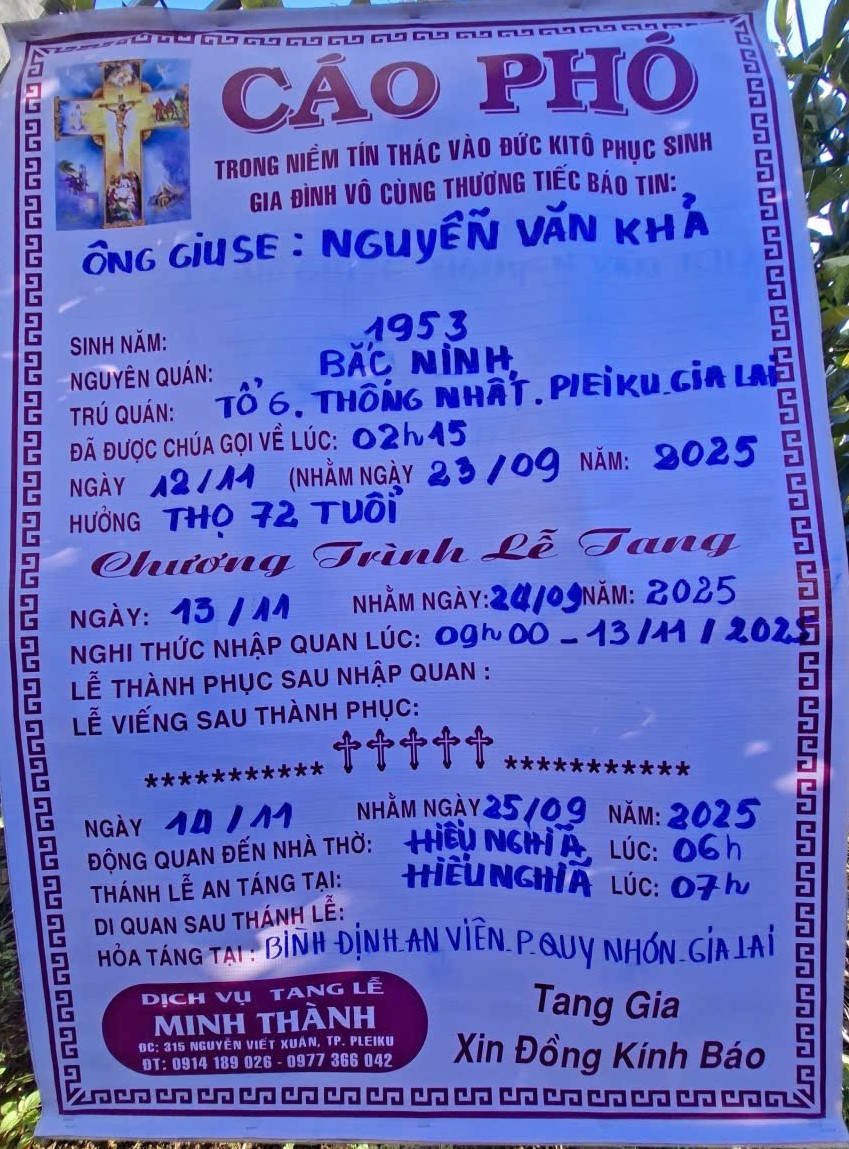 CÁO PHÓ
TRONG NIỀM TÍN THÁC VÀO ĐỨC KITÔ PHỤC SINH
GIA ĐÌNH VÔ CÙNG THƯƠNG TIẾC BÁO TIN:
ÔNG GIUSE : NGUYỄN VĂN KHẢ
SINH NĂM: 1953
NGUYÊN QUÁN: BẮC NINH
TRÚ QUÁN: TỔ 6. THỐNG NHẤT. PLEIKU_GIA LAI
ĐÃ ĐƯỢC CHÚA GỌI VỀ LÚC: 02h15
NGÀY 12/11 (NHẰM NGÀY 23/09 NĂM: 2025
HƯỞNG THỌ 72 TUỔI
Chương Trình Lễ Tang
NGÀY: 13/11 NHẰM NGÀY: 24/09 NĂM: 2025
NGHI THỨC NHẬP QUAN LÚC: 09h00 - 13/11/2025
LỄ THÀNH PHỤC SAU NHẬP QUAN :
LỄ VIẾNG SAU THÀNH PHỤC:
*********** ***********
NGÀY 14/11 NHẰM NGÀY 25/09 NĂM: 2025
ĐỘNG QUAN ĐẾN NHÀ THỜ: HIẾU NGHĨA LÚC: 06h
THÁNH LỄ AN TÁNG TẠI: HIẾU NGHĨA LÚC: 07h
DI QUAN SAU THÁNH LỄ:
HỎA TÁNG TẠI : BÌNH ĐỊNH_AN VIÊN_P.QUY NHƠN_GIA LAI
DỊCH VỤ TANG LỄ
MINH THÀNH
ĐC: 315 NGUYỄN VIẾT XUÂN, TP. PLEIKU
ĐT: 0914 189 026 - 0977 366 042
Tang Gia
Xin Đồng Kính Báo